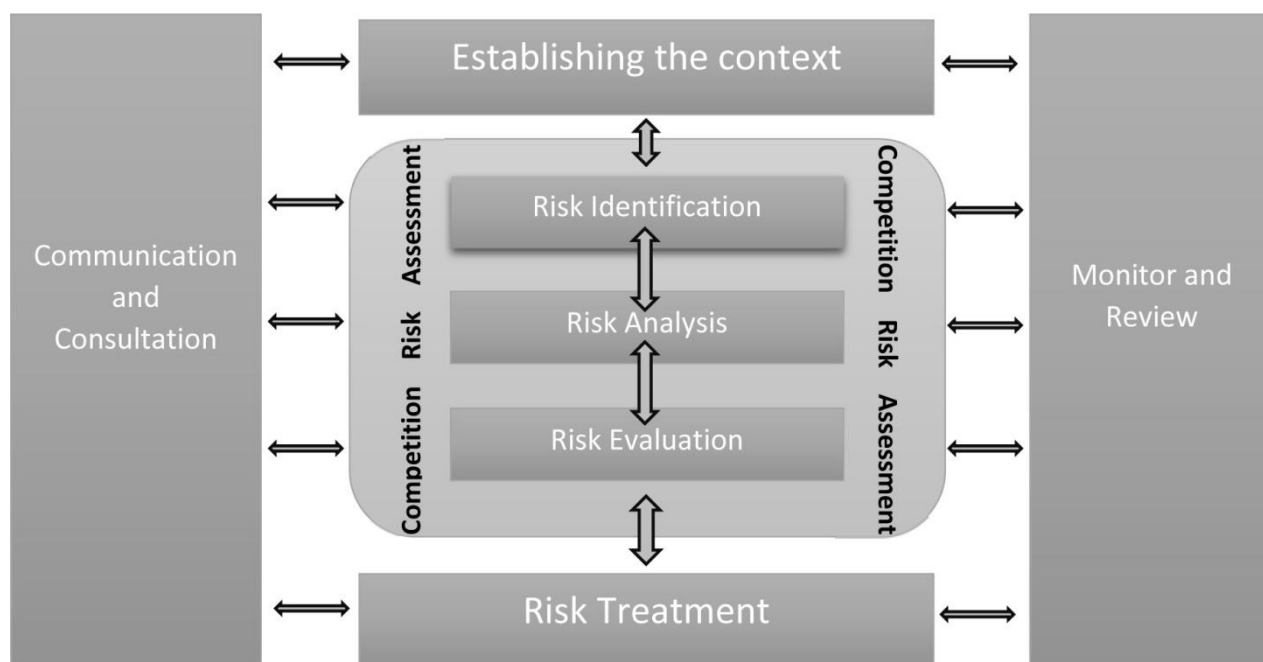 Establishing the context
Communication
and
Consultation
Competition Risk Assessment
Risk Identification
Risk Analysis
Risk Evaluation
Competition Risk Assessment
Monitor and
Review
Risk Treatment